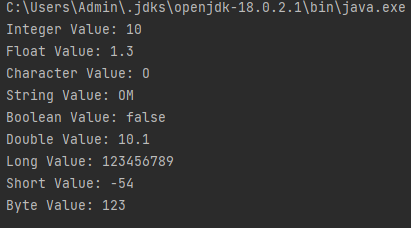 C:\Users\Admin\.jdks\openjdk-18.0.2.1\bin\java.exe
Integer Value: 10
Float Value: 1.3
Character Value: O
String Value: OM
Boolean Value: false
Double Value: 10.1
Long Value: 123456789
Short Value: -54
Byte Value: 123